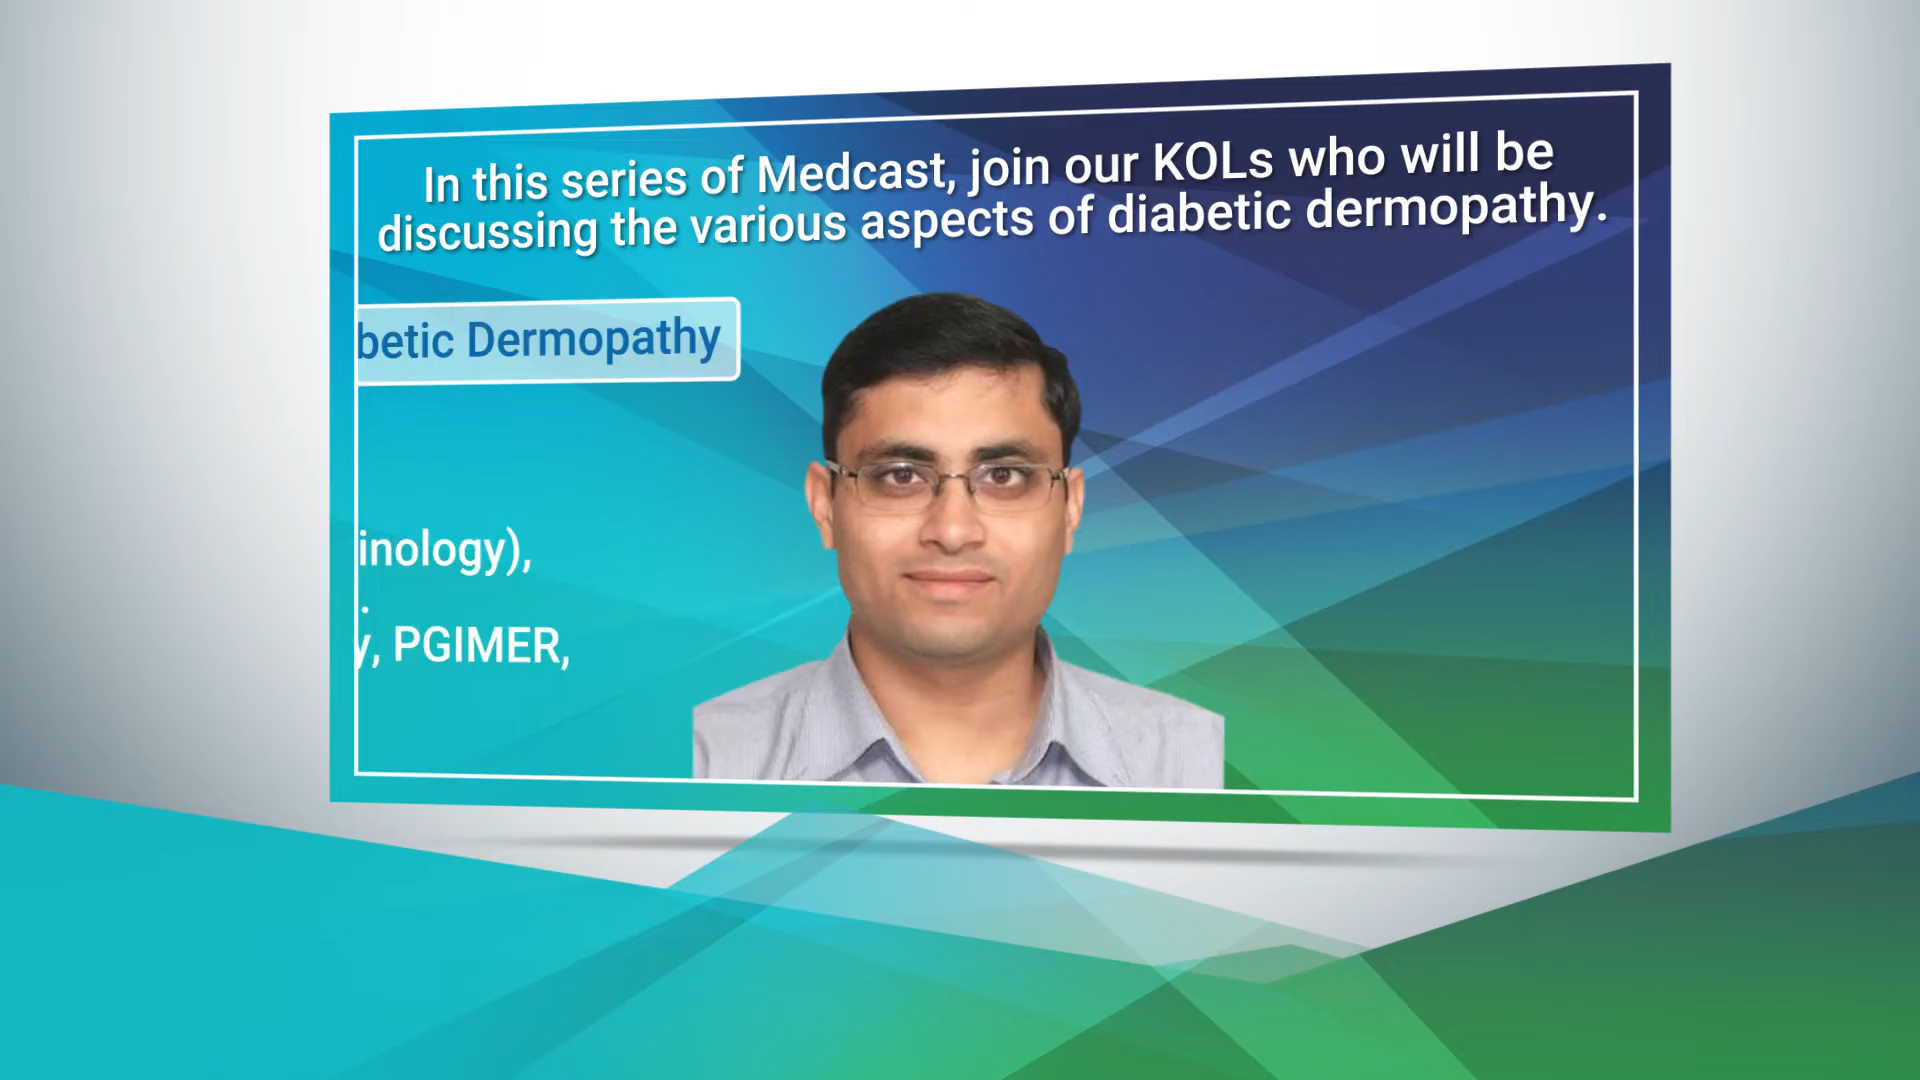 In this series of Medcast, join our KOLs who will be
discussing the various aspects of diabetic dermopathy.
betic Dermopathy
inology),
y, PGIMER,